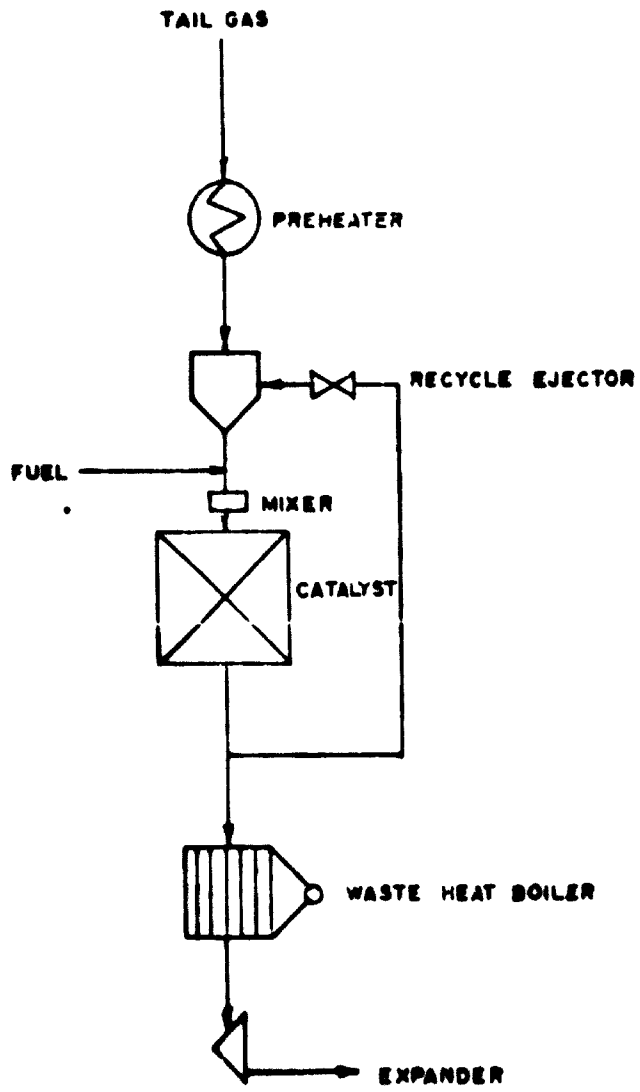 TAIL GAS
PREHEATER
RECYCLE EJECTOR
FUEL
MIXER
CATALYST
WASTE HEAT BOILER
EXPANDER